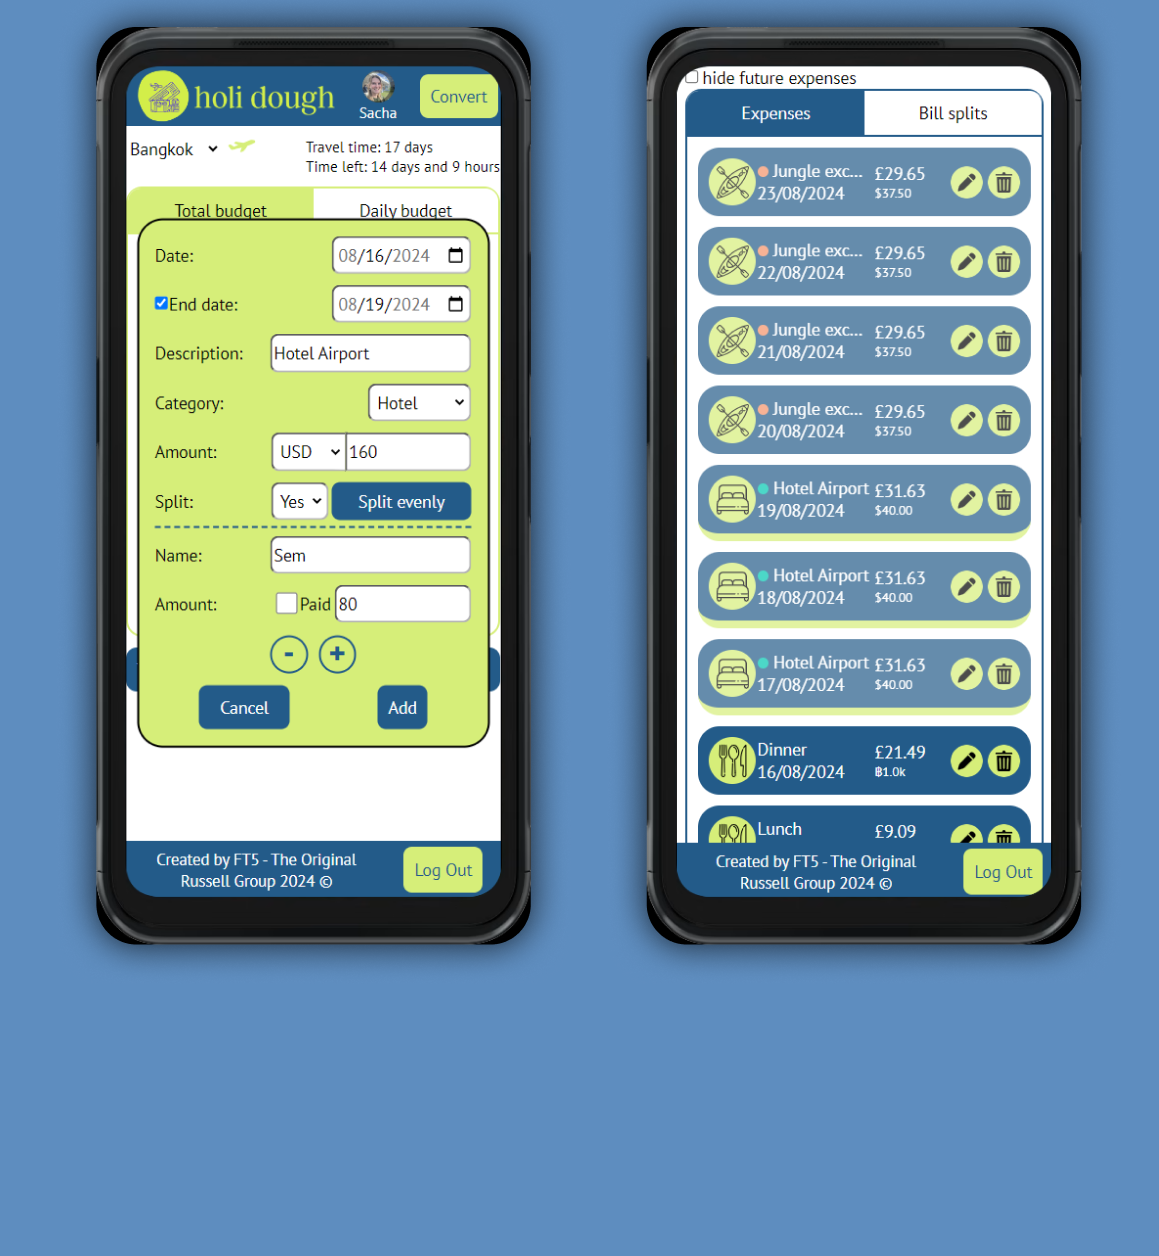 holi dough
Sacha
Convert
Bangkok
Travel time: 17 days
Time left: 14 days and 9 hours
Total budget
Daily budget
Date:
08/16/2024
End date:
08/19/2024
Description:
Hotel Airport
Category:
Hotel
Amount:
USD
160
Split:
Yes
Split evenly
Name:
Sem
Amount:
Paid
80
-
+
Cancel
Add
Created by FT5 - The Original
Russell Group 2024 ©
Log Out
hide future expenses
Expenses
Bill splits
Jungle exc... £29.65
23/08/2024 $37.50
Jungle exc... £29.65
22/08/2024 $37.50
Jungle exc... £29.65
21/08/2024 $37.50
Jungle exc... £29.65
20/08/2024 $37.50
Hotel Airport £31.63
19/08/2024 $40.00
Hotel Airport £31.63
18/08/2024 $40.00
Hotel Airport £31.63
17/08/2024 $40.00
Dinner £21.49
16/08/2024 ฿1.0k
Lunch £9.09
Created by FT5 - The Original
Russell Group 2024 ©
Log Out